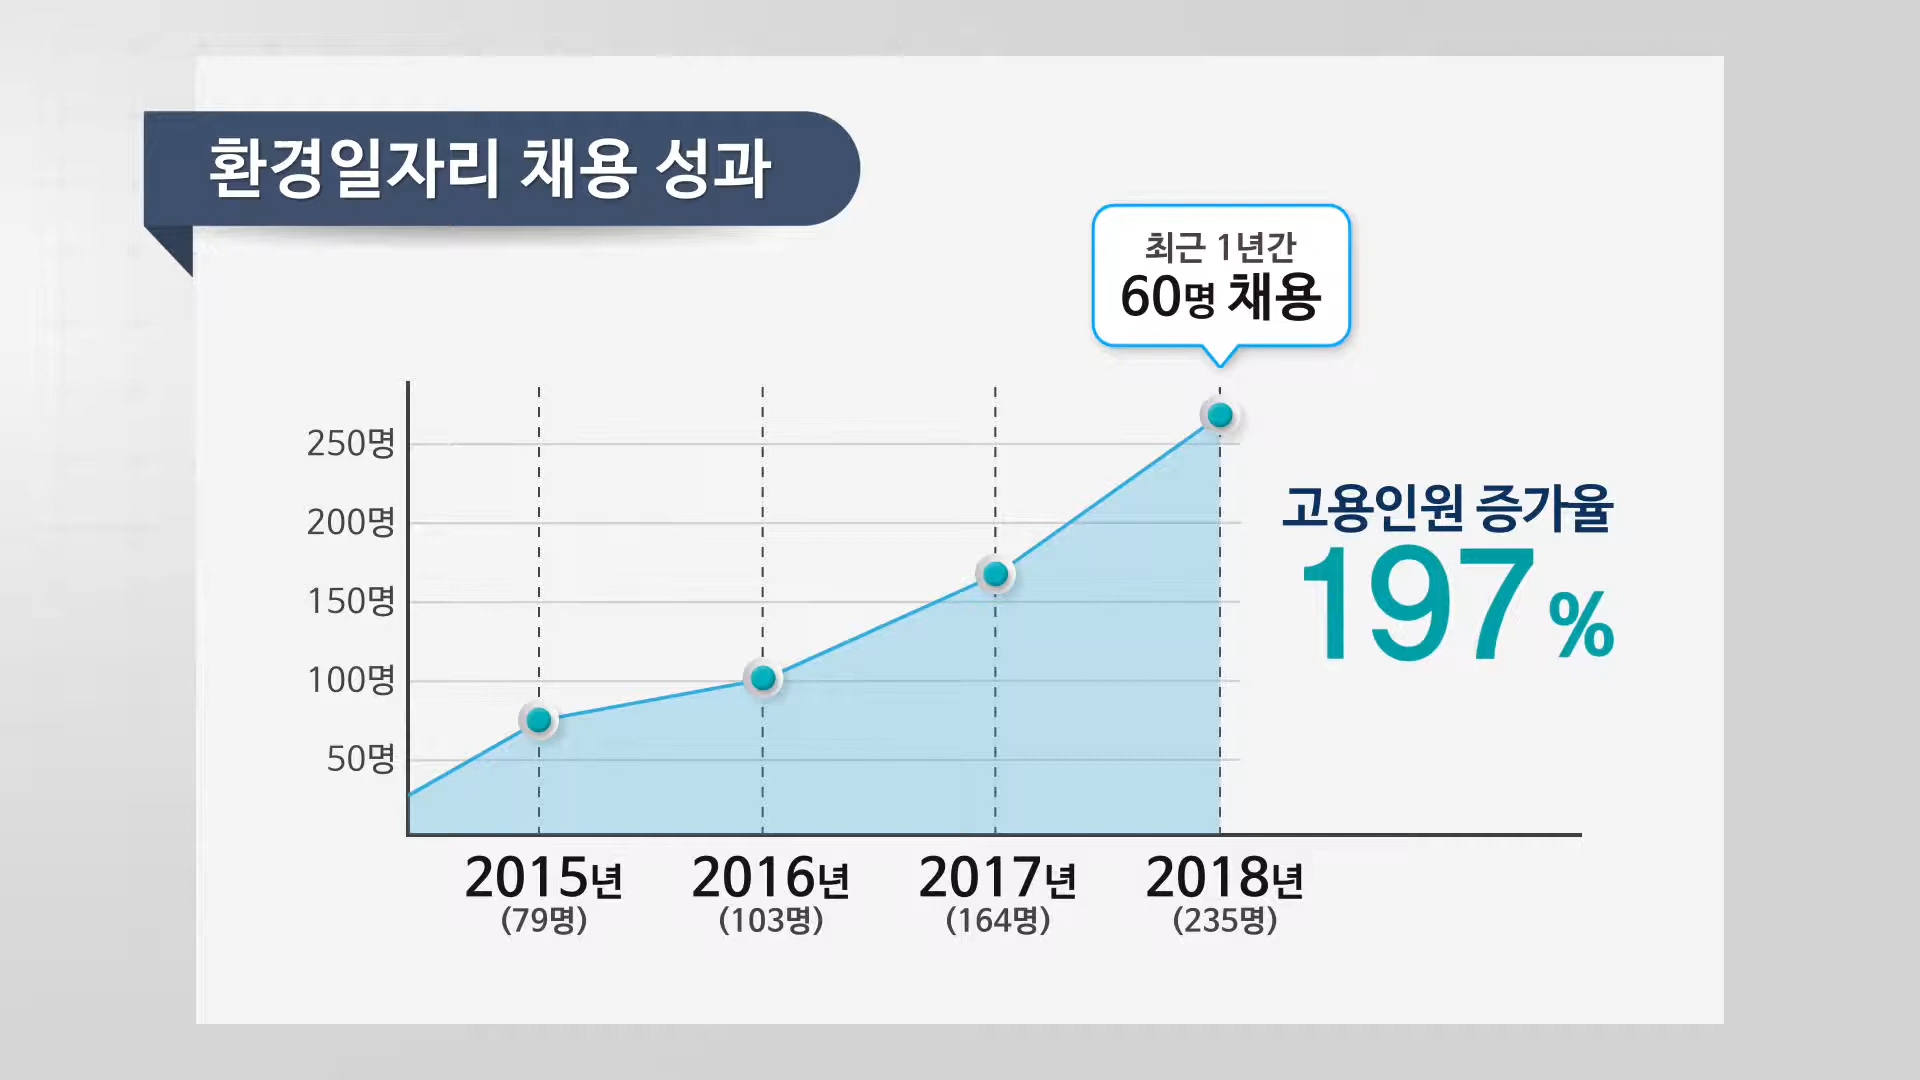 환경일자리 채용 성과
최근 1년간
60명 채용
250명
200명
150명
100명
50명
고용인원 증가율
197 %
2015년 2016년 2017년 2018년
(79명) (103명) (164명) (235명)